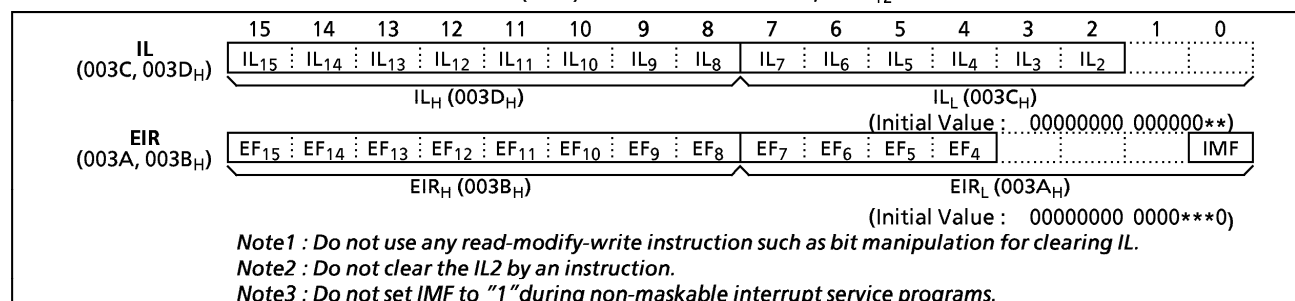 15 14 13 12 11 10 9 8 7 6 5 4 3 2 1 0
IL
(003C, 003DH)
IL15 IL14 IL13 IL12 IL11 IL10 IL9 IL8 IL7 IL6 IL5 IL4 IL3 IL2
ILH (003DH) ILL (003CH)
(Initial Value : 00000000 000000**)
EIR
(003A, 003BH)
EF15 EF14 EF13 EF12 EF11 EF10 EF9 EF8 EF7 EF6 EF5 EF4 IMF
EIRH (003BH) EIRL (003AH)
(Initial Value : 00000000 0000***0)
Note1 : Do not use any read-modify-write instruction such as bit manipulation for clearing IL.
Note2 : Do not clear the IL2 by an instruction.
Note3 : Do not set IMF to "1"during non-maskable interrupt service programs.